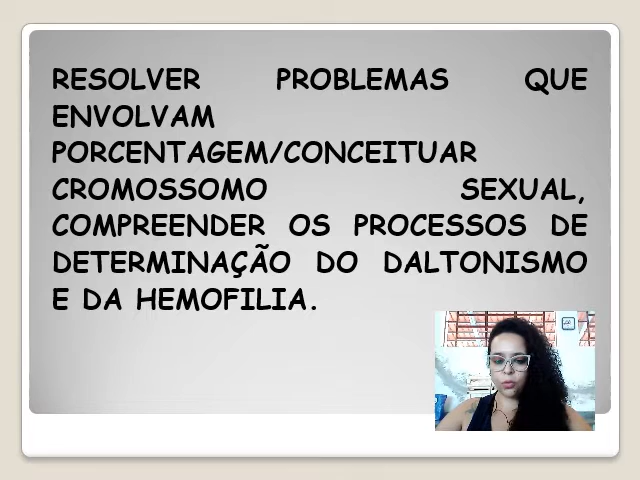 RESOLVER PROBLEMAS QUE
ENVOLVAM
PORCENTAGEM/CONCEITUAR
CROMOSSOMO SEXUAL,
COMPREENDER OS PROCESSOS DE
DETERMINAÇÃO DO DALTONISMO
E DA HEMOFILIA.